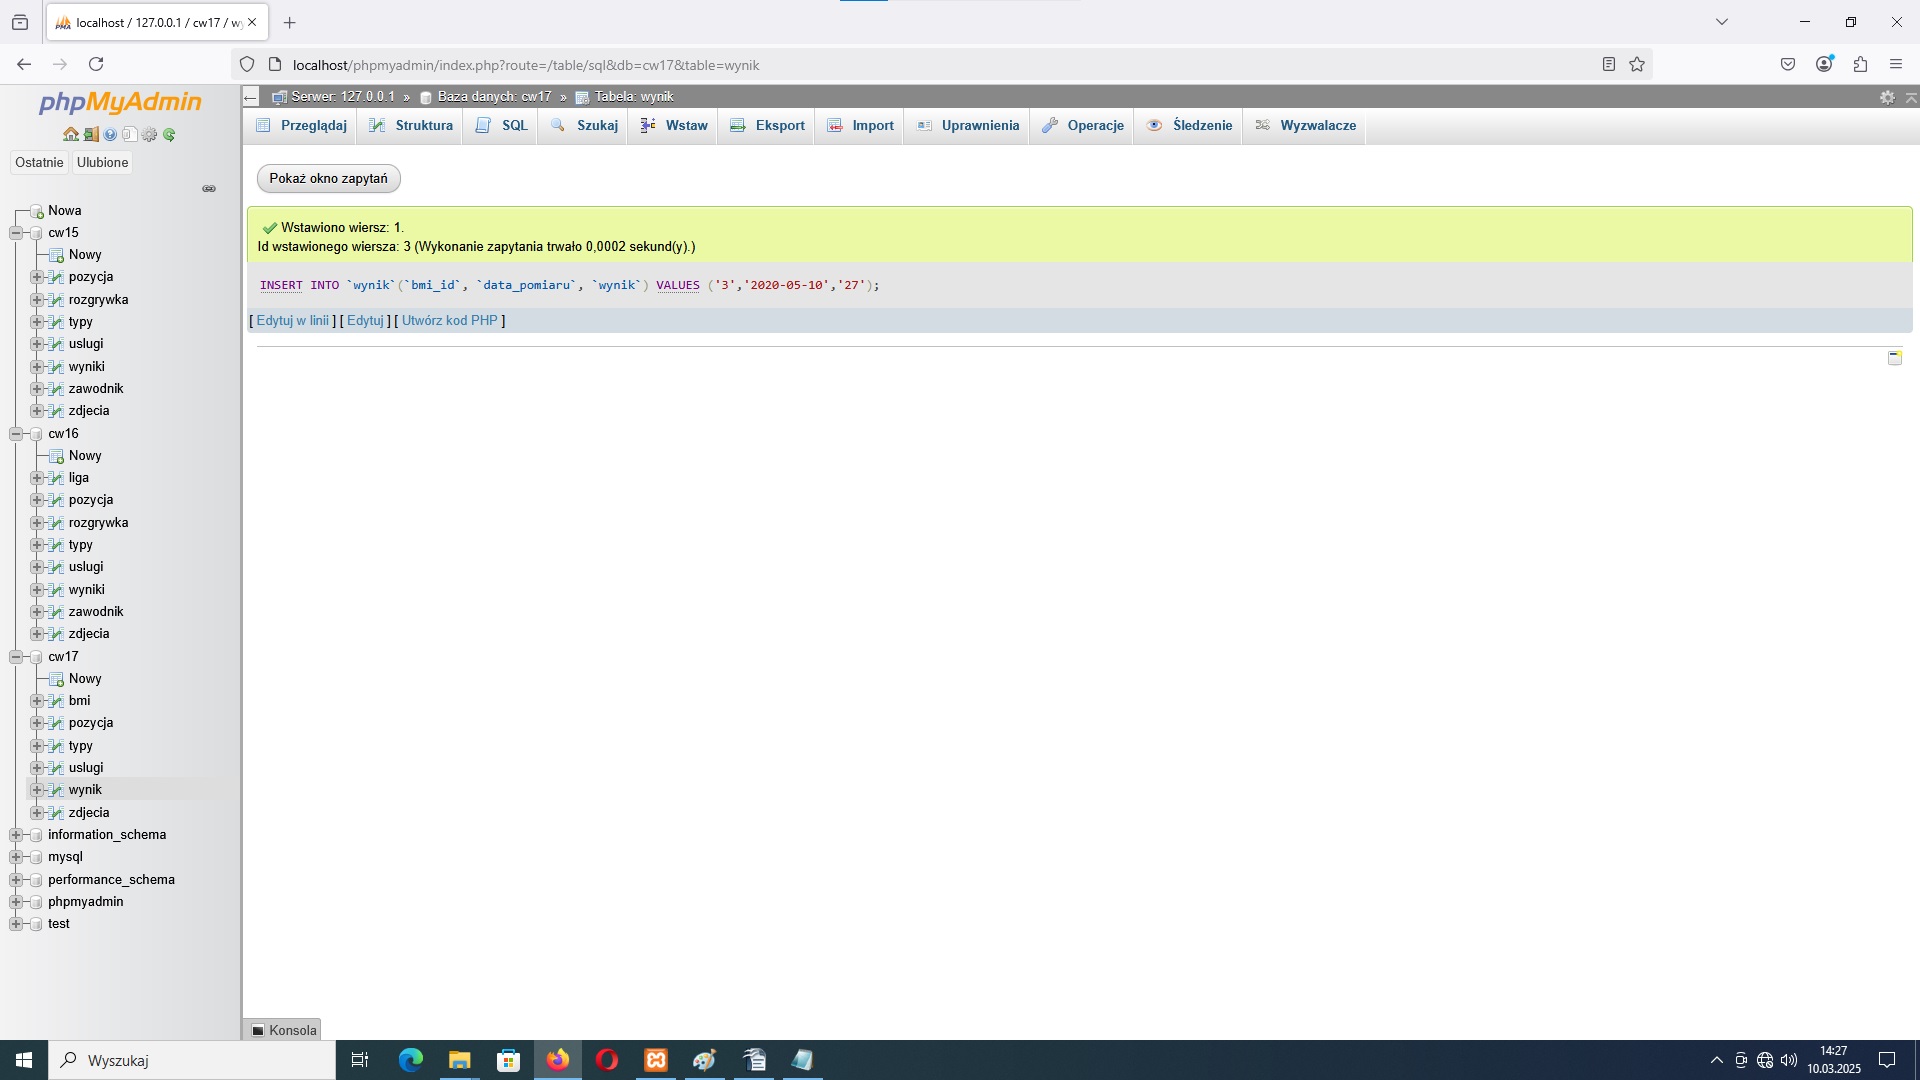 localhost / 127.0.0.1 / cw17 / wy
localhost/phpmyadmin/index.php?route=/table/sql&db=cw17&table=wynik
phpMyAdmin
Ostatnie Ulubione
Nowa
cw15
Nowy
pozycja
rozgrywka
typy
uslugi
wyniki
zawodnik
zdjecia
cw16
Nowy
liga
pozycja
rozgrywka
typy
uslugi
wyniki
zawodnik
zdjecia
cw17
Nowy
bmi
pozycja
typy
uslugi
wynik
zdjecia
information_schema
mysql
performance_schema
phpmyadmin
test
Serwer: 127.0.0.1 » Baza danych: cw17 » Tabela: wynik
Przeglądaj Struktura SQL Szukaj Wstaw Eksport Import Uprawnienia Operacje Śledzenie Wyzwalacze
Pokaż okno zapytań
Wstawiono wiersz: 1.
Id wstawionego wiersza: 3 (Wykonanie zapytania trwało 0,0002 sekund(y).)
INSERT INTO `wynik`(`bmi_id`, `data_pomiaru`, `wynik`) VALUES ('3','2020-05-10','27');
[ Edytuj w linii ] [ Edytuj ] [ Utwórz kod PHP ]
Konsola
Wyszukaj
14:27
10.03.2025